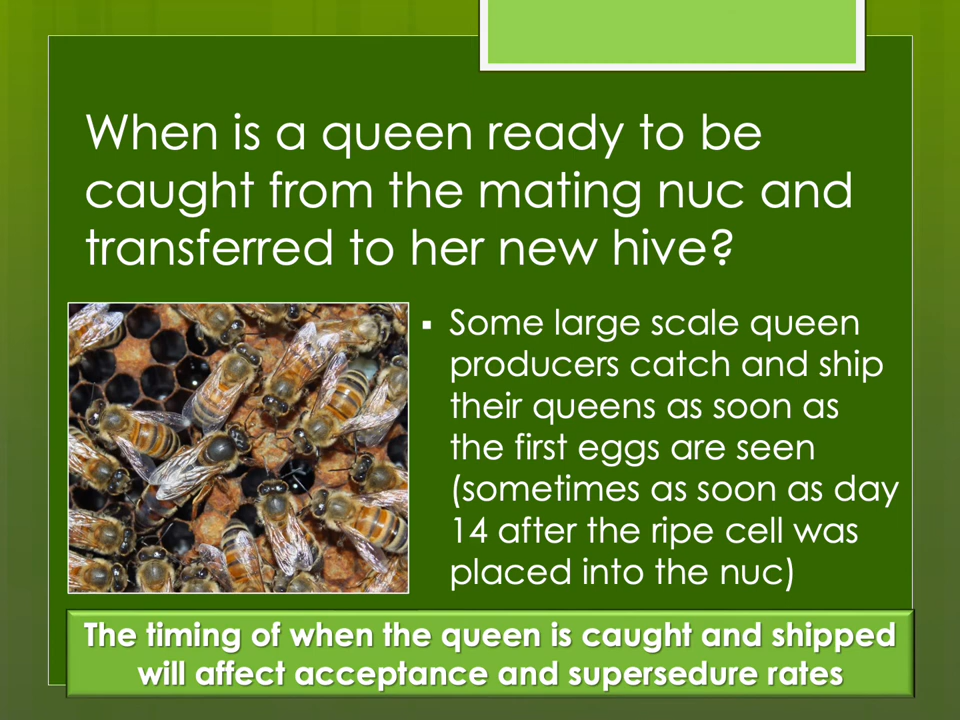 When is a queen ready to be
caught from the mating nuc and
transferred to her new hive?
▪ Some large scale queen
producers catch and ship
their queens as soon as
the first eggs are seen
(sometimes as soon as day
14 after the ripe cell was
placed into the nuc)
The timing of when the queen is caught and shipped
will affect acceptance and supersedure rates